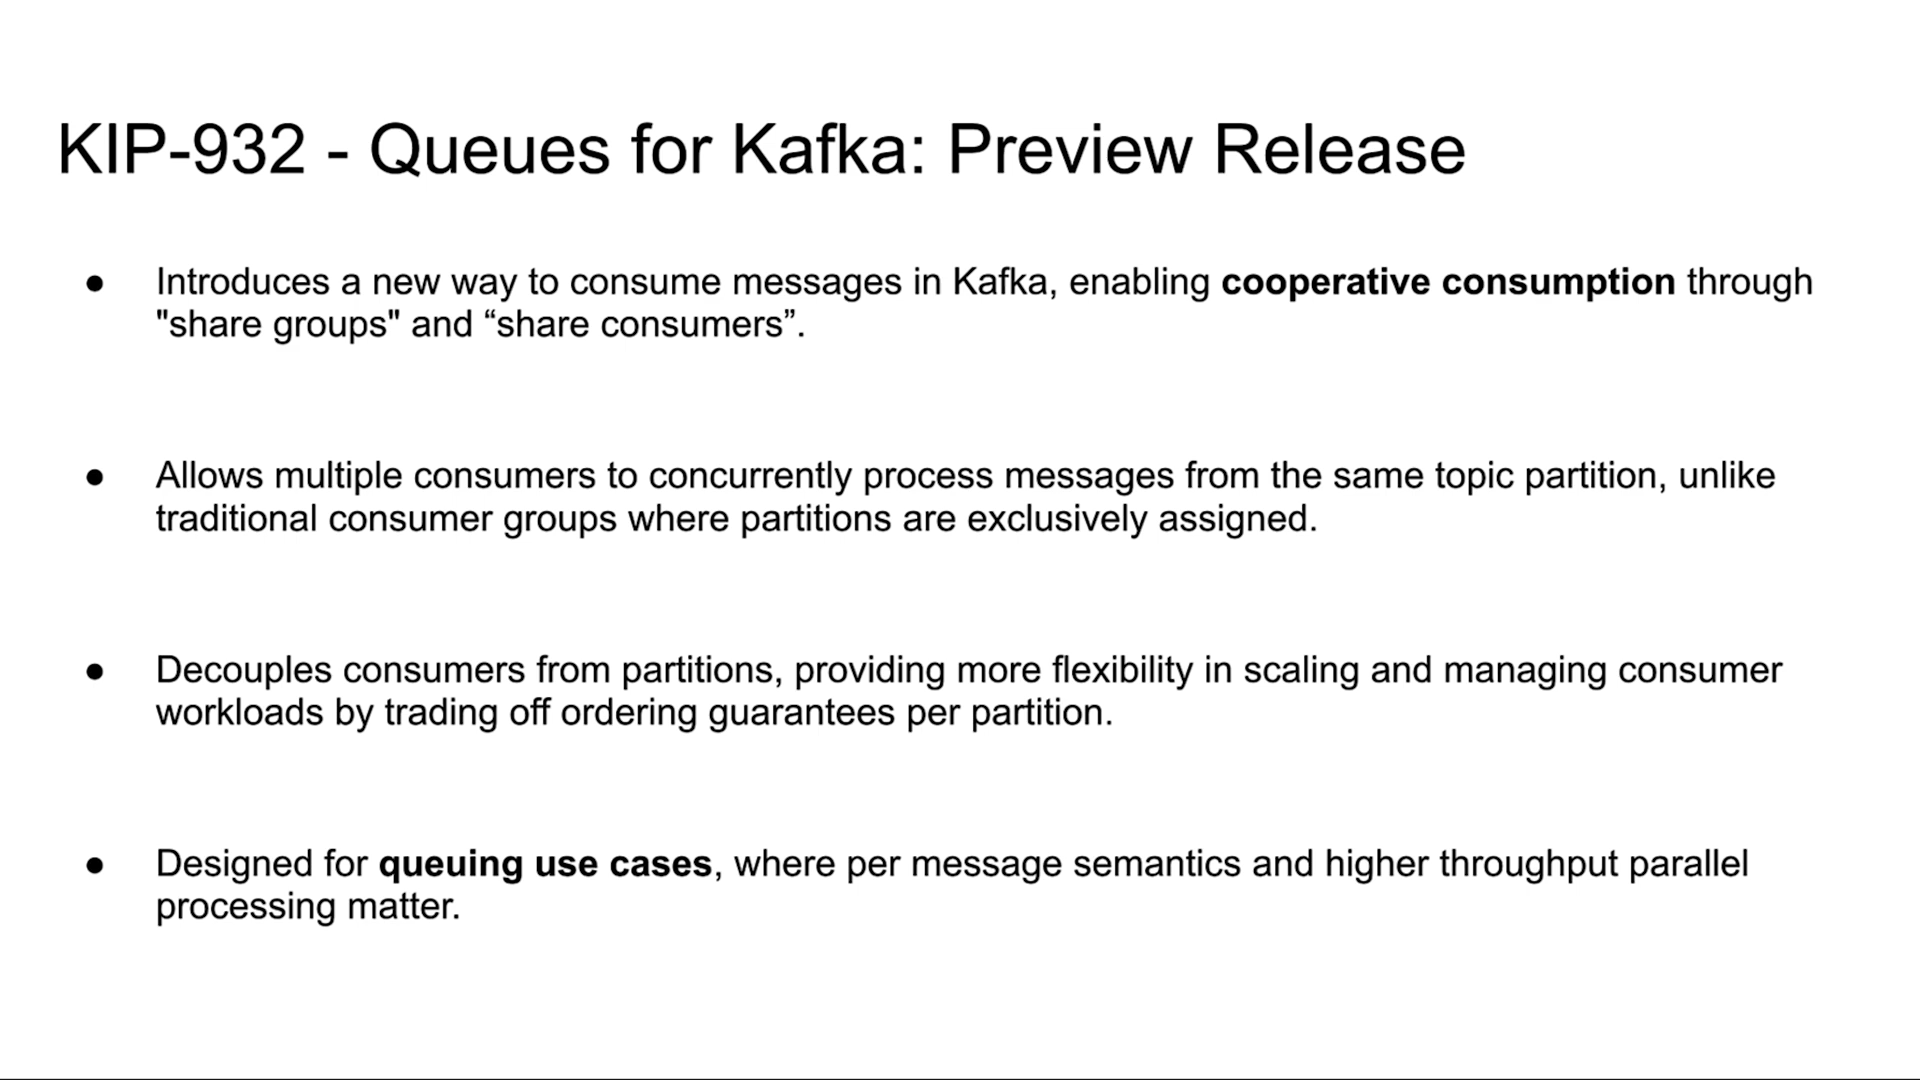 KIP-932 - Queues for Kafka: Preview Release
● Introduces a new way to consume messages in Kafka, enabling cooperative consumption through
"share groups" and “share consumers”.
● Allows multiple consumers to concurrently process messages from the same topic partition, unlike
traditional consumer groups where partitions are exclusively assigned.
● Decouples consumers from partitions, providing more flexibility in scaling and managing consumer
workloads by trading off ordering guarantees per partition.
● Designed for queuing use cases, where per message semantics and higher throughput parallel
processing matter.